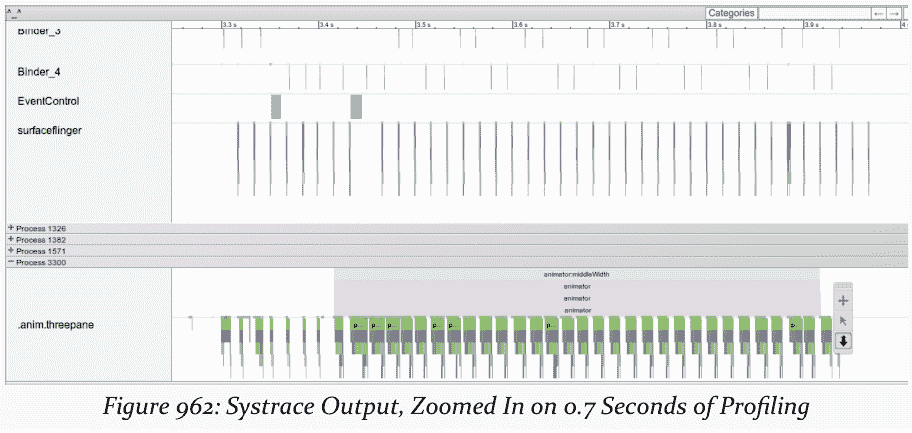 Categories
3.3 s 3.4 s 3.5 s 3.6 s 3.7 s 3.8 s 3.9 s
Binder_3
Binder_4
EventControl
surfaceflinger
Process 1326
Process 1382
Process 1571
Process 3300
animator:middleWidth
animator
animator
animator
.anim.threepane
p... p... p... p... p... p... p...
Figure 962: Systrace Output, Zoomed In on 0.7 Seconds of Profiling